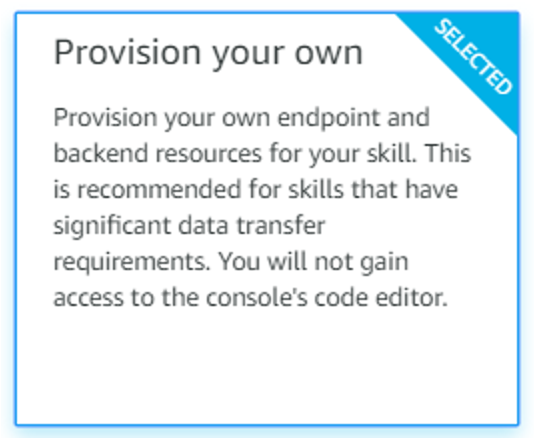 Provision your own
SELECTED
Provision your own endpoint and
backend resources for your skill. This
is recommended for skills that have
significant data transfer
requirements. You will not gain
access to the console's code editor.